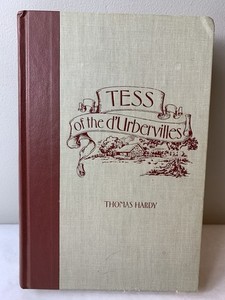 TESS
of the d'Urbervilles
THOMAS HARDY